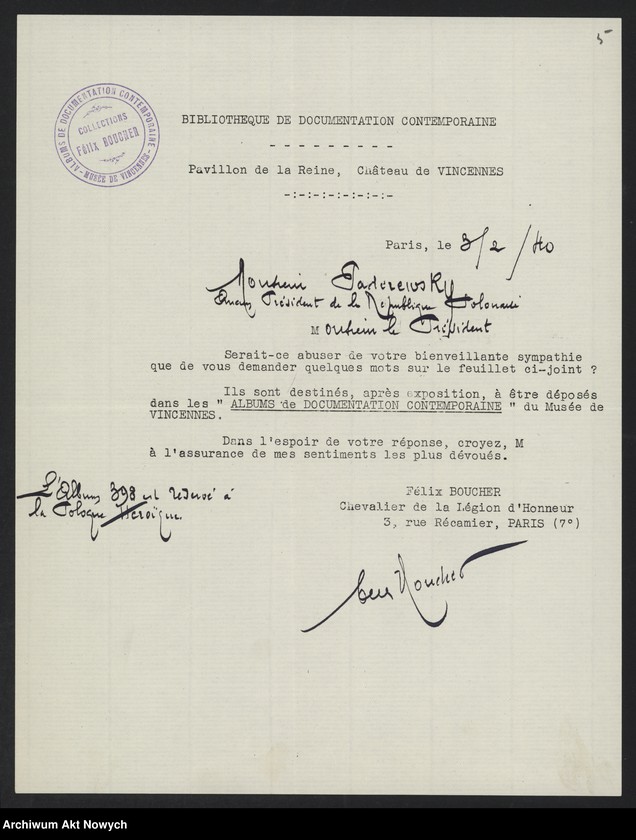 5
ALBUMS DE DOCUMENTATION CONTEMPORAINE
COLLECTIONS
Félix BOUCHER
MUSÉE DE VINCENNES
BIBLIOTHEQUE DE DOCUMENTATION CONTEMPORAINE
- - - - - - - - -
Pavillon de la Reine, Château de VINCENNES
-:-:-:-:-:-:-:-
Paris, le 3/2/40
Monsieur Paderewsky
Ancien Président de la République Polonaise
Monsieur le Président
Serait-ce abuser de votre bienveillante sympathie
que de vous demander quelques mots sur le feuillet ci-joint ?
Ils sont destinés, après exposition, à être déposés
dans les " ALBUMS de DOCUMENTATION CONTEMPORAINE " du Musée de
VINCENNES.
Dans l'espoir de votre réponse, croyez, M
à l'assurance de mes sentiments les plus dévoués.
L'Album 398 est réservé à
la Pologne Héroïque.
Félix BOUCHER
Chevalier de la Légion d'Honneur
3, rue Récamier, PARIS (7°)
Boucher
Archiwum Akt Nowych